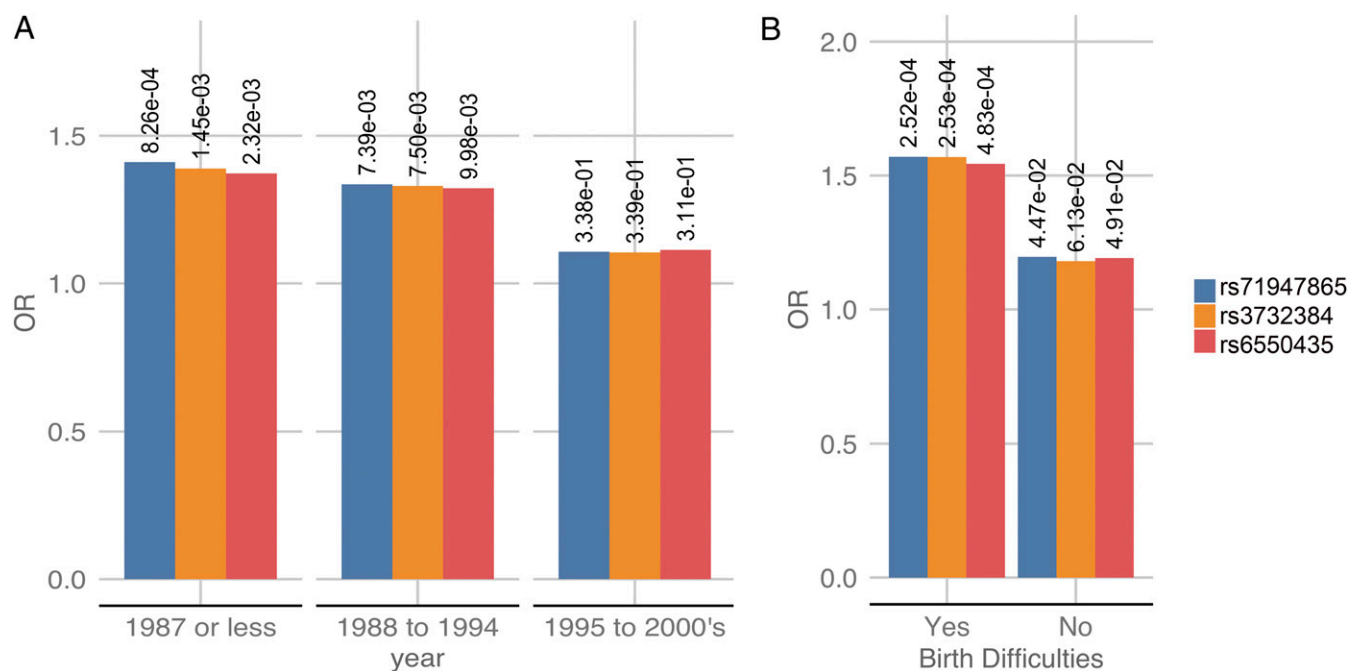 A
OR
1.5
1.0
0.5
0.0
8.26e-04
1.45e-03
2.32e-03
7.39e-03
7.50e-03
9.98e-03
3.38e-01
3.39e-01
3.11e-01
1987 or less
1988 to 1994
1995 to 2000's
year
B
OR
2.0
1.5
1.0
0.5
0.0
2.52e-04
2.53e-04
4.83e-04
4.47e-02
6.13e-02
4.91e-02
Yes
No
Birth Difficulties
rs71947865
rs3732384
rs6550435